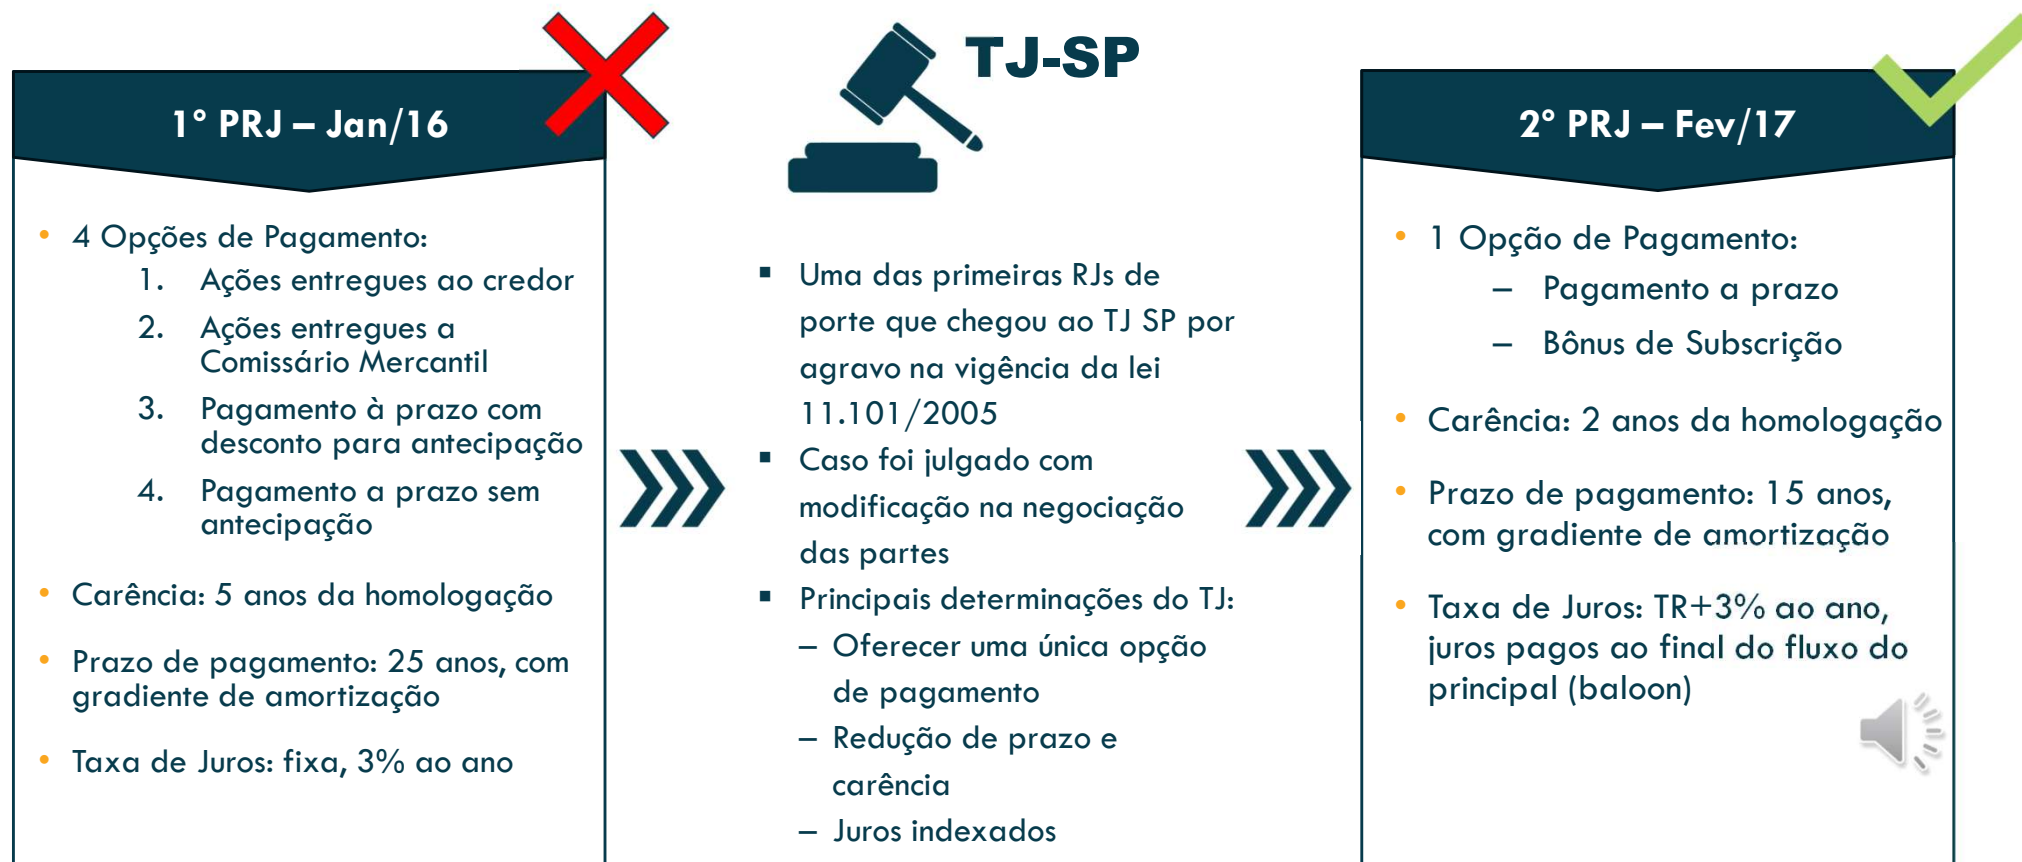 1° PRJ – Jan/16
• 4 Opções de Pagamento:
1. Ações entregues ao credor
2. Ações entregues a
Comissário Mercantil
3. Pagamento à prazo com
desconto para antecipação
4. Pagamento a prazo sem
antecipação
• Carência: 5 anos da homologação
• Prazo de pagamento: 25 anos, com
gradiente de amortização
• Taxa de Juros: fixa, 3% ao ano
TJ-SP
▪ Uma das primeiras RJs de
porte que chegou ao TJ SP por
agravo na vigência da lei
11.101/2005
▪ Caso foi julgado com
modificação na negociação
das partes
▪ Principais determinações do TJ:
– Oferecer uma única opção
de pagamento
– Redução de prazo e
carência
– Juros indexados
2° PRJ – Fev/17
• 1 Opção de Pagamento:
– Pagamento a prazo
– Bônus de Subscrição
• Carência: 2 anos da homologação
• Prazo de pagamento: 15 anos,
com gradiente de amortização
• Taxa de Juros: TR+3% ao ano,
juros pagos ao final do fluxo do
principal (baloon)